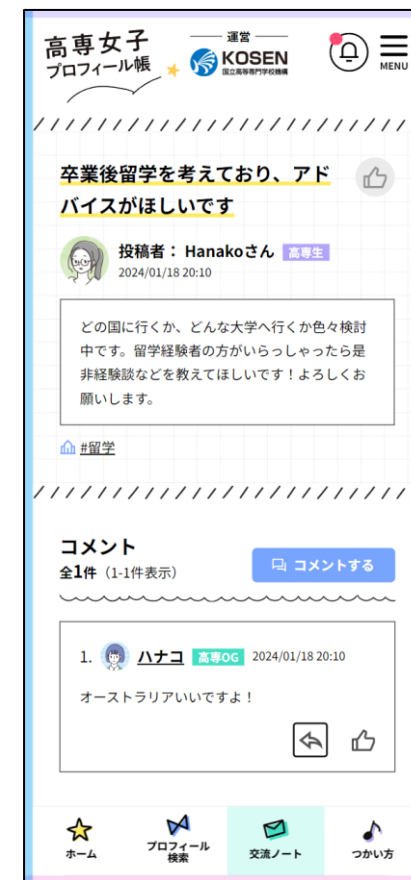 高専女子
プロフィール帳
運営
KOSEN
国立高等専門学校機構
MENU
卒業後留学を考えており、アド
バイスがほしいです
投稿者： Hanakoさん 高専生
2024/01/18 20:10
どの国に行くか、どんな大学へ行くか色々検討
中です。留学経験者の方がいらっしゃったら是
非経験談などを教えてほしいです！よろしくお
願いします。
#留学
コメント
全1件（1-1件表示）
コメントする
1. ハナコ 高専OG 2024/01/18 20:10
オーストラリアいいですよ！
ホーム
プロフィール
検索
交流ノート
つかい方